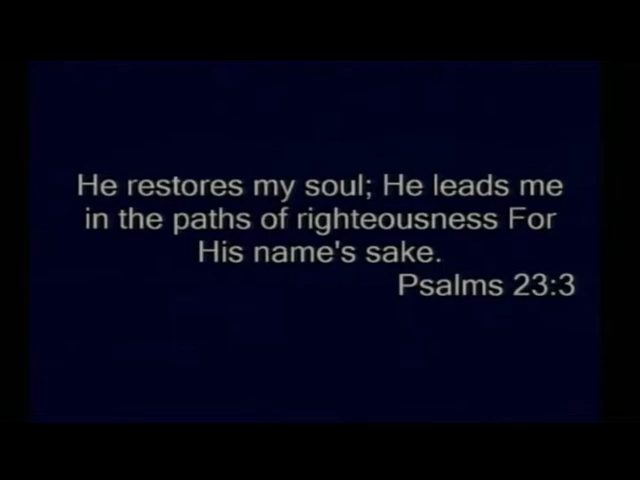 He restores my soul; He leads me
in the paths of righteousness For
His name's sake.
Psalms 23:3